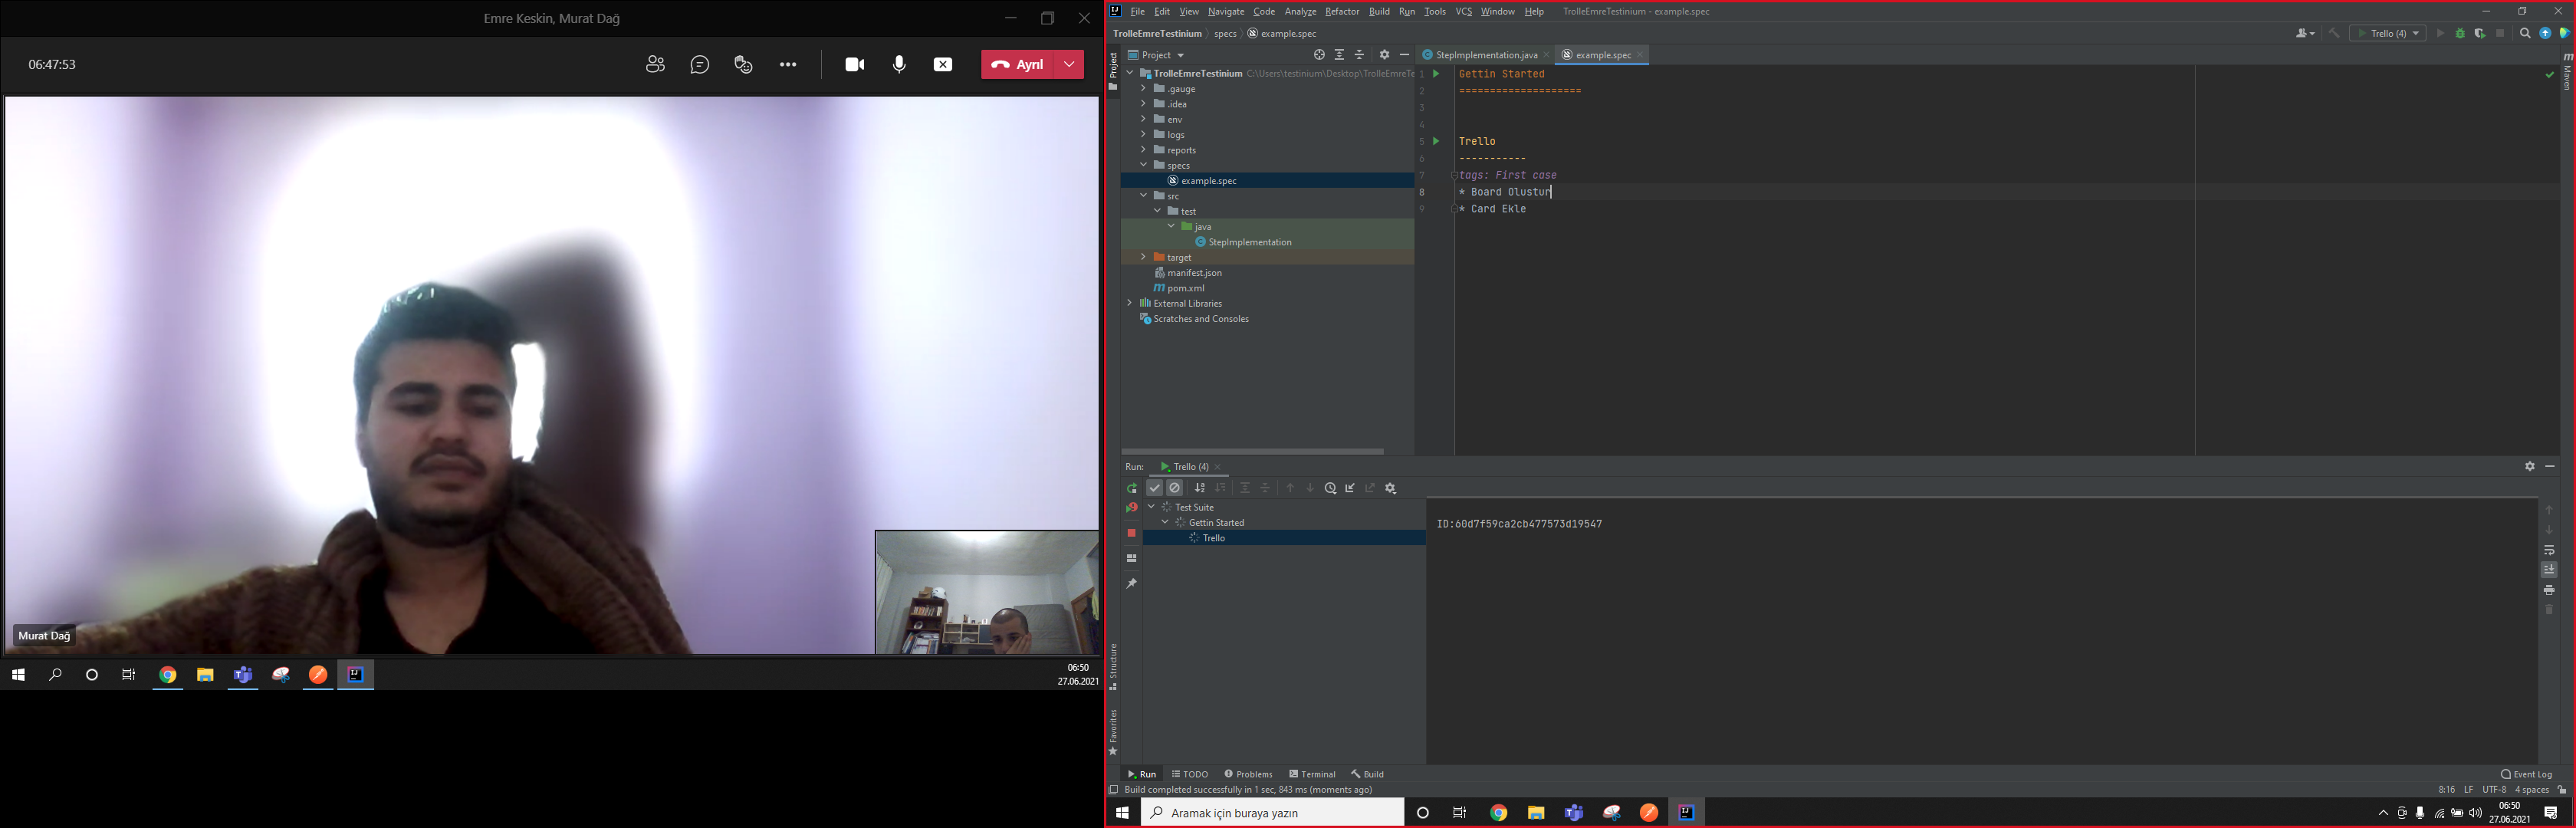 Emre Keskin, Murat Dağ
06:47:53
Ayrıl
Murat Dağ
06:50
27.06.2021
File Edit View Navigate Code Analyze Refactor Build Run Tools VCS Window Help TrolleEmreTestinium - example.spec
TrolleEmreTestinium specs example.spec
Trello (4)
Project
Project
StepImplementation.java
example.spec
Maven
TrolleEmreTestinium C:\Users\testinium\Desktop\TrolleEmreTe
.gauge
.idea
env
logs
reports
specs
example.spec
src
test
java
StepImplementation
target
manifest.json
pom.xml
External Libraries
Scratches and Consoles
1 Gettin Started
2 ====================
3
4
5 Trello
6 -----------
7 tags: First case
8 * Board Olustur
9 * Card Ekle
Run: Trello (4)
Test Suite
Gettin Started
Trello
ID:60d7f59ca2cb477573d19547
Structure
Favorites
Run TODO Problems Terminal Build
Event Log
Build completed successfully in 1 sec, 843 ms (moments ago)
8:16 LF UTF-8 4 spaces
Aramak için buraya yazın
06:50
27.06.2021